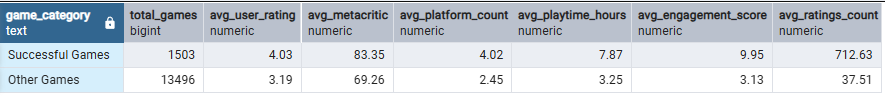 game_category total_games avg_user_rating avg_metacritic avg_platform_count avg_playtime_hours avg_engagement_score avg_ratings_count
text bigint numeric numeric numeric numeric numeric numeric
Successful Games 1503 4.03 83.35 4.02 7.87 9.95 712.63
Other Games 13496 3.19 69.26 2.45 3.25 3.13 37.51